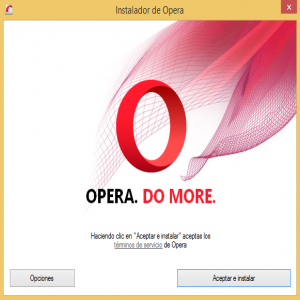 Instalador de Opera
x
OPERA. DO MORE.
Haciendo clic en "Aceptar e instalar" aceptas los
términos de servicio de Opera
Opciones
Aceptar e instalar